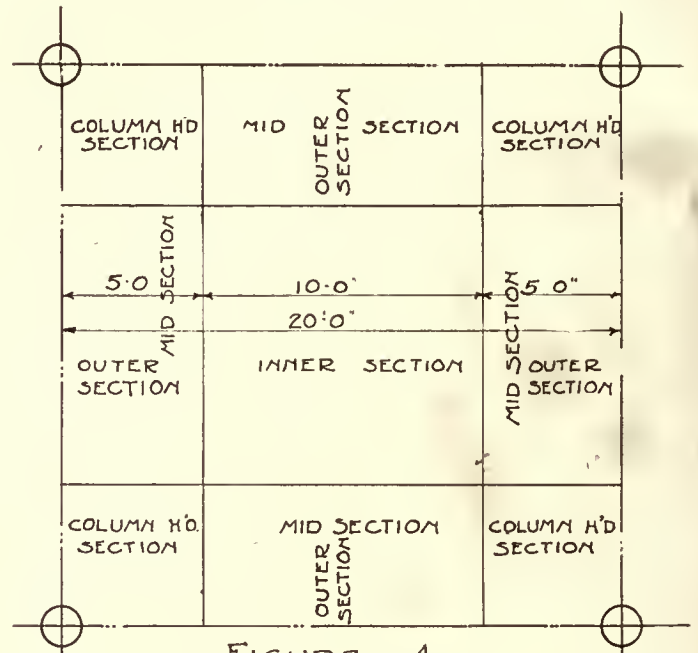 COLUMN H'D
SECTION
MID SECTION
OUTER
SECTION
COLUMN H'D
SECTION
MID SECTION
5.0
10-0"
5 0"
20'-0"
MID SECTION
OUTER
SECTION
INNER SECTION
OUTER
SECTION
COLUMN H'D.
SECTION
MID SECTION
OUTER
SECTION
COLUMN H'D
SECTION
FIGURE 4